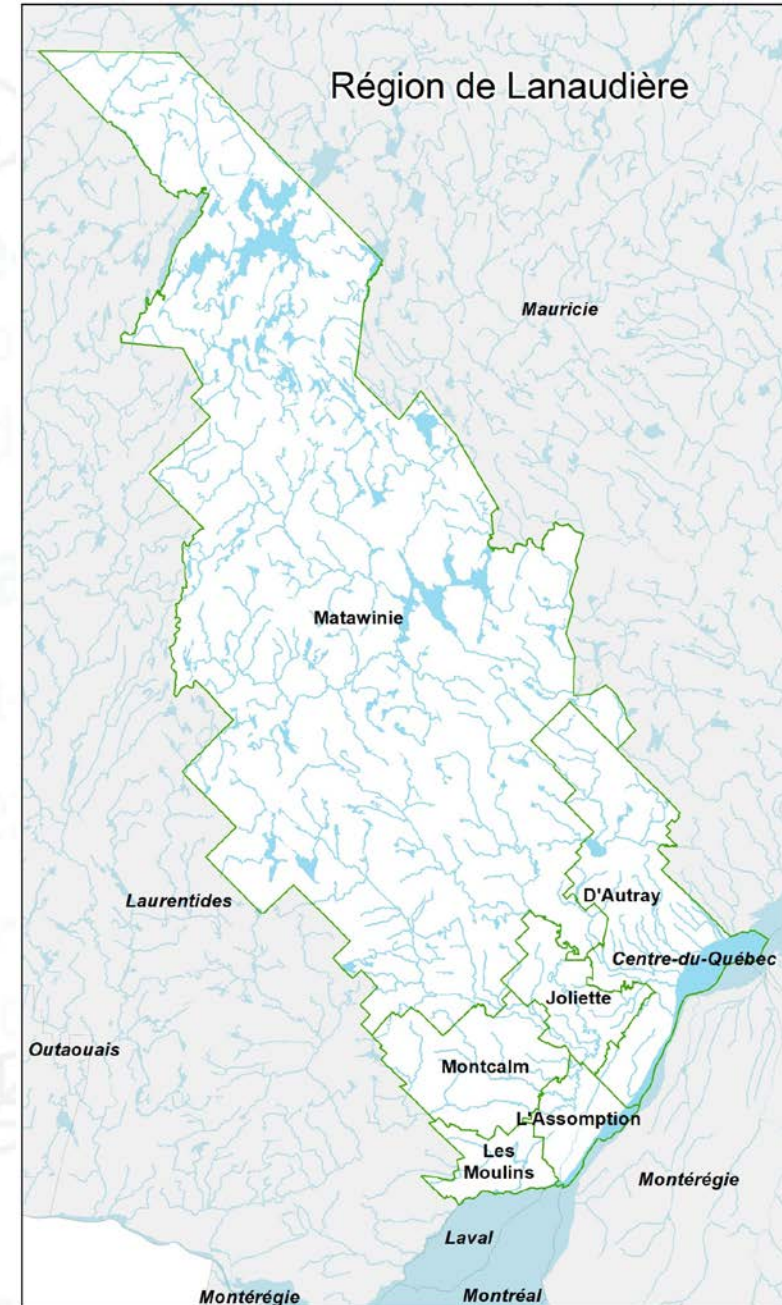 Région de Lanaudière
Mauricie
Matawinie
D'Autray
Laurentides
Centre-du-Québec
Joliette
Outaouais
Montcalm
L'Assomption
Les
Moulins
Montérégie
Laval
Montérégie
Montréal